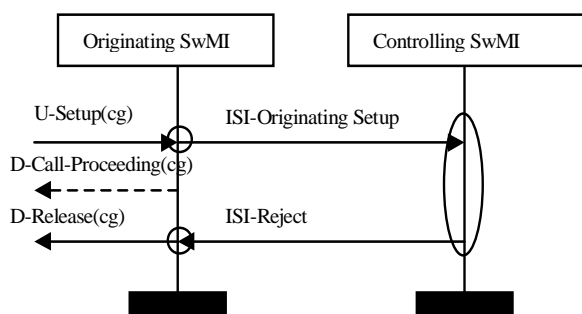 Originating SwMI
Controlling SwMI
U-Setup(cg)
ISI-Originating Setup
D-Call-Proceeding(cg)
D-Release(cg)
ISI-Reject